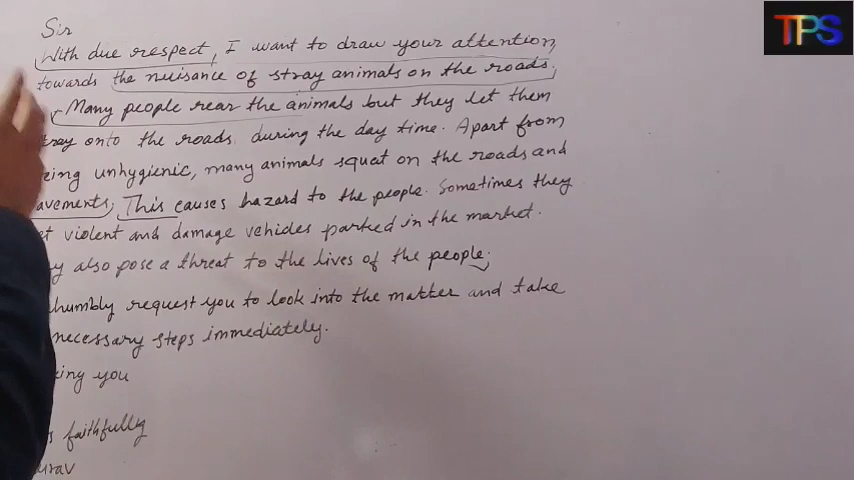 TPS
Sir
With due respect, I want to draw your attention,
towards the nuisance of stray animals on the roads.
Many people rear the animals but they let them
onto the roads during the day time. Apart from
unhygienic, many animals squat on the roads and
This causes hazard to the people. Sometimes they
violent and damage vehicles parked in the market.
also pose a threat to the lives of the people.
humbly request you to look into the matter and take
necessary steps immediately.
you
faithfully